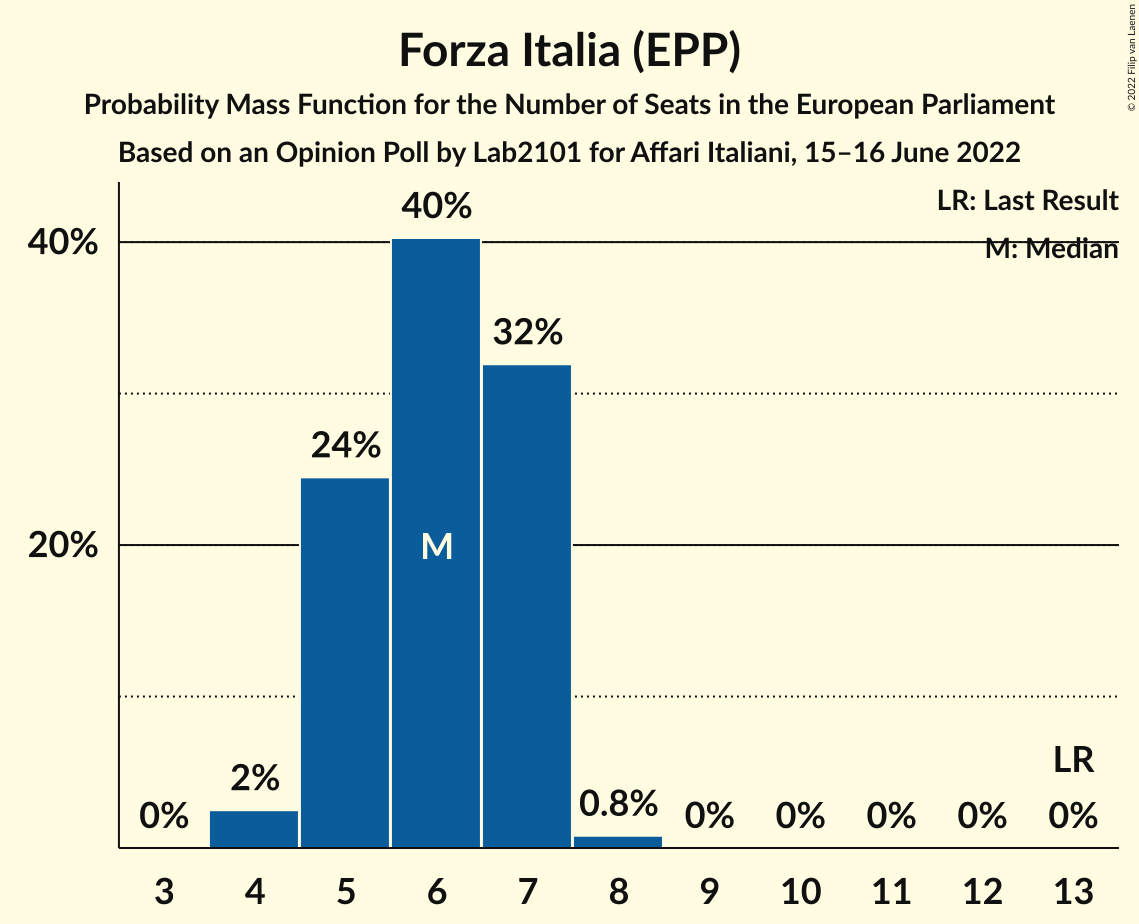 Forza Italia (EPP)
Probability Mass Function for the Number of Seats in the European Parliament
Based on an Opinion Poll by Lab2101 for Affari Italiani, 15–16 June 2022
© 2022 Filip van Laenen
LR: Last Result
M: Median
40%
20%
0%
2%
24%
40%
M
32%
0.8%
0%
0%
0%
0%
LR
0%
3 4 5 6 7 8 9 10 11 12 13